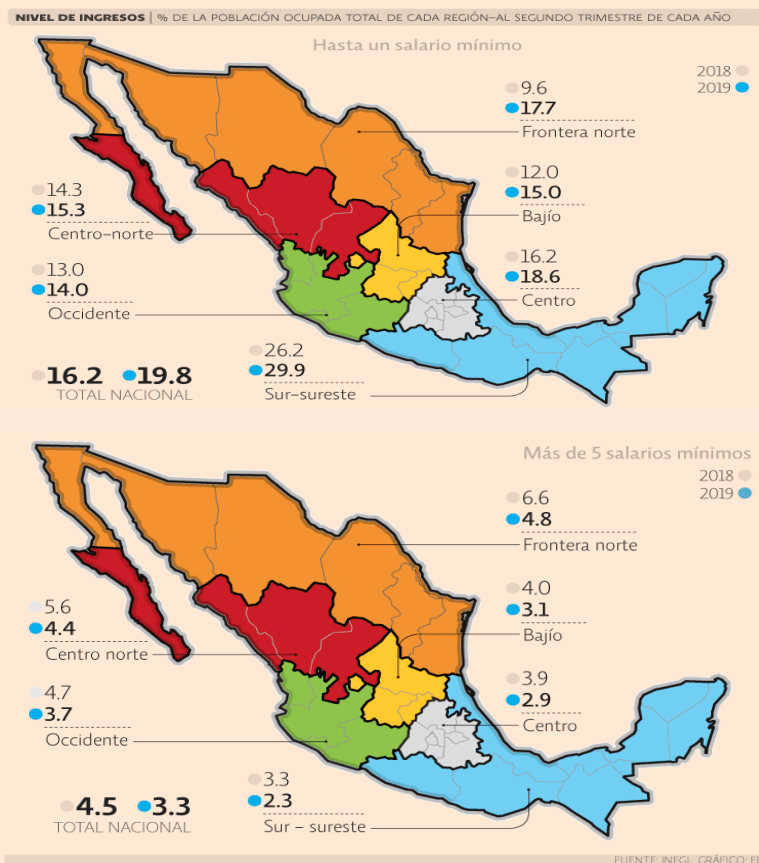 NIVEL DE INGRESOS | % DE LA POBLACIÓN OCUPADA TOTAL DE CADA REGIÓN–AL SEGUNDO TRIMESTRE DE CADA AÑO
Hasta un salario mínimo
2018
2019
9.6
17.7
Frontera norte
12.0
15.0
Bajío
14.3
15.3
Centro-norte
16.2
18.6
Centro
13.0
14.0
Occidente
26.2
29.9
Sur-sureste
16.2 19.8
TOTAL NACIONAL
Más de 5 salarios mínimos
2018
2019
6.6
4.8
Frontera norte
4.0
3.1
Bajío
5.6
4.4
Centro norte
3.9
2.9
Centro
4.7
3.7
Occidente
3.3
2.3
Sur - sureste
4.5 3.3
TOTAL NACIONAL
FUENTE: INEGI GRÁFICO: EE